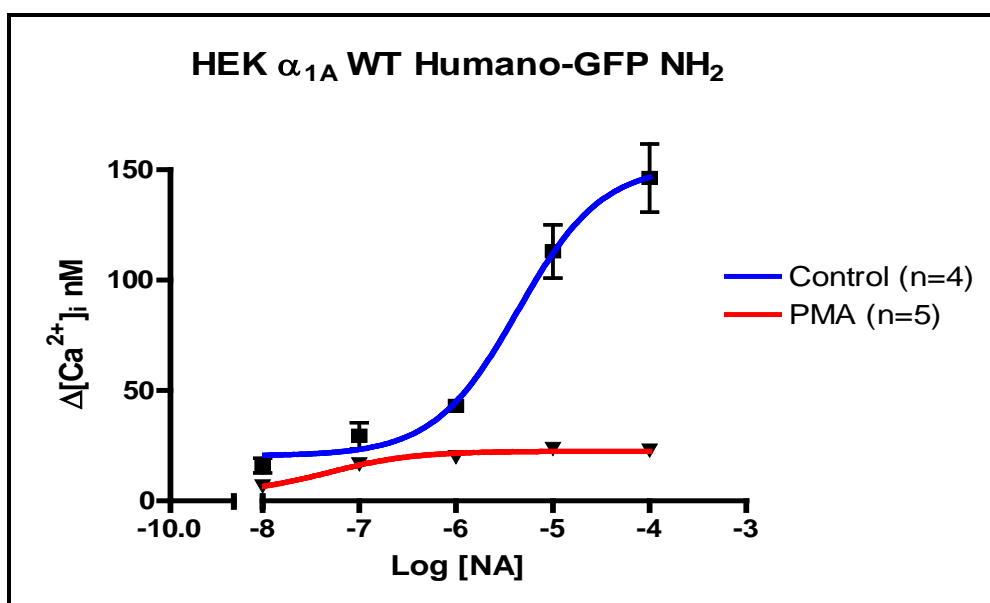 HEK α1A WT Humano-GFP NH2
150
100
50
0
Δ[Ca2+]i nM
-10.0 -8 -7 -6 -5 -4 -3
Log [NA]
Control (n=4)
PMA (n=5)